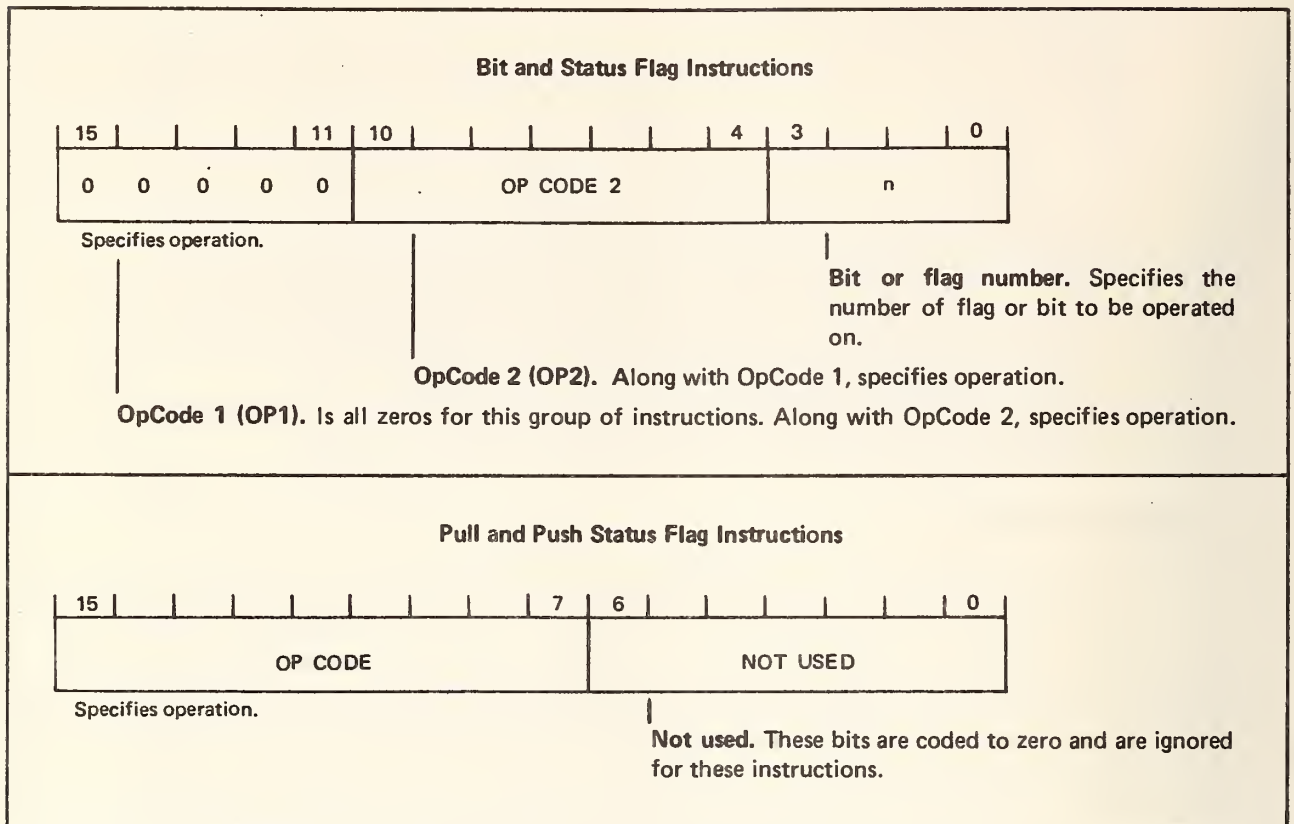 Bit and Status Flag Instructions
15 11 10 4 3 0
0 0 0 0 0 OP CODE 2 n
Specifies operation.
Bit or flag number. Specifies the
number of flag or bit to be operated
on.
OpCode 2 (OP2). Along with OpCode 1, specifies operation.
OpCode 1 (OP1). Is all zeros for this group of instructions. Along with OpCode 2, specifies operation.
Pull and Push Status Flag Instructions
15 7 6 0
OP CODE NOT USED
Specifies operation.
Not used. These bits are coded to zero and are ignored
for these instructions.